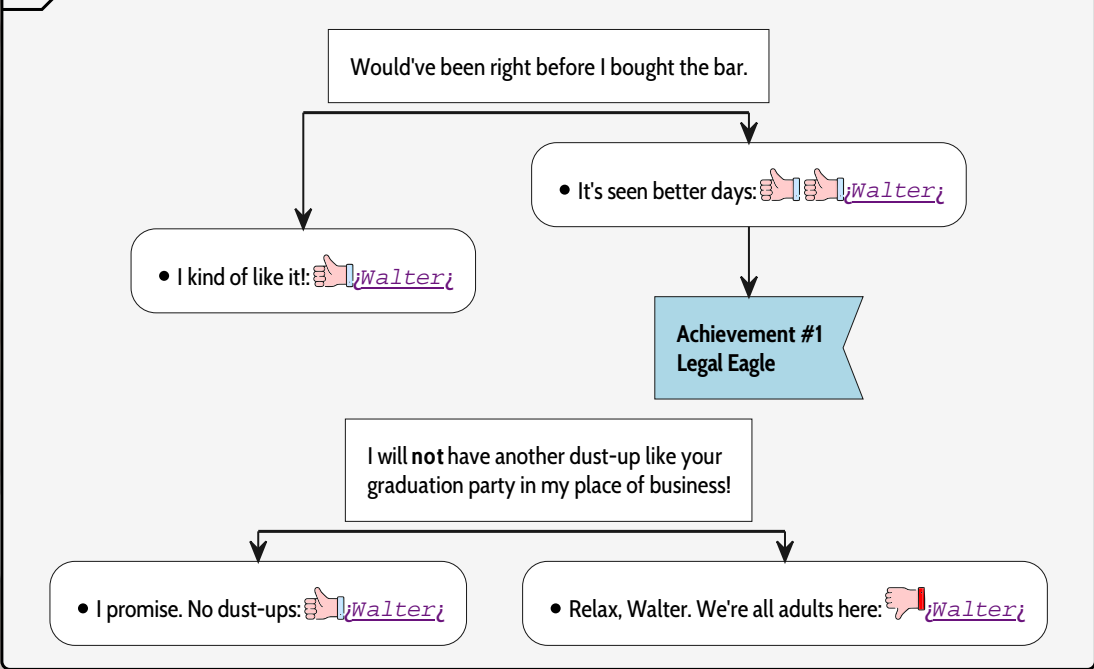 Would've been right before I bought the bar.
• It's seen better days: ¿Walter¿
• I kind of like it!: ¿Walter¿
Achievement #1
Legal Eagle
I will not have another dust-up like your
graduation party in my place of business!
• I promise. No dust-ups: ¿Walter¿
• Relax, Walter. We're all adults here: ¿Walter¿